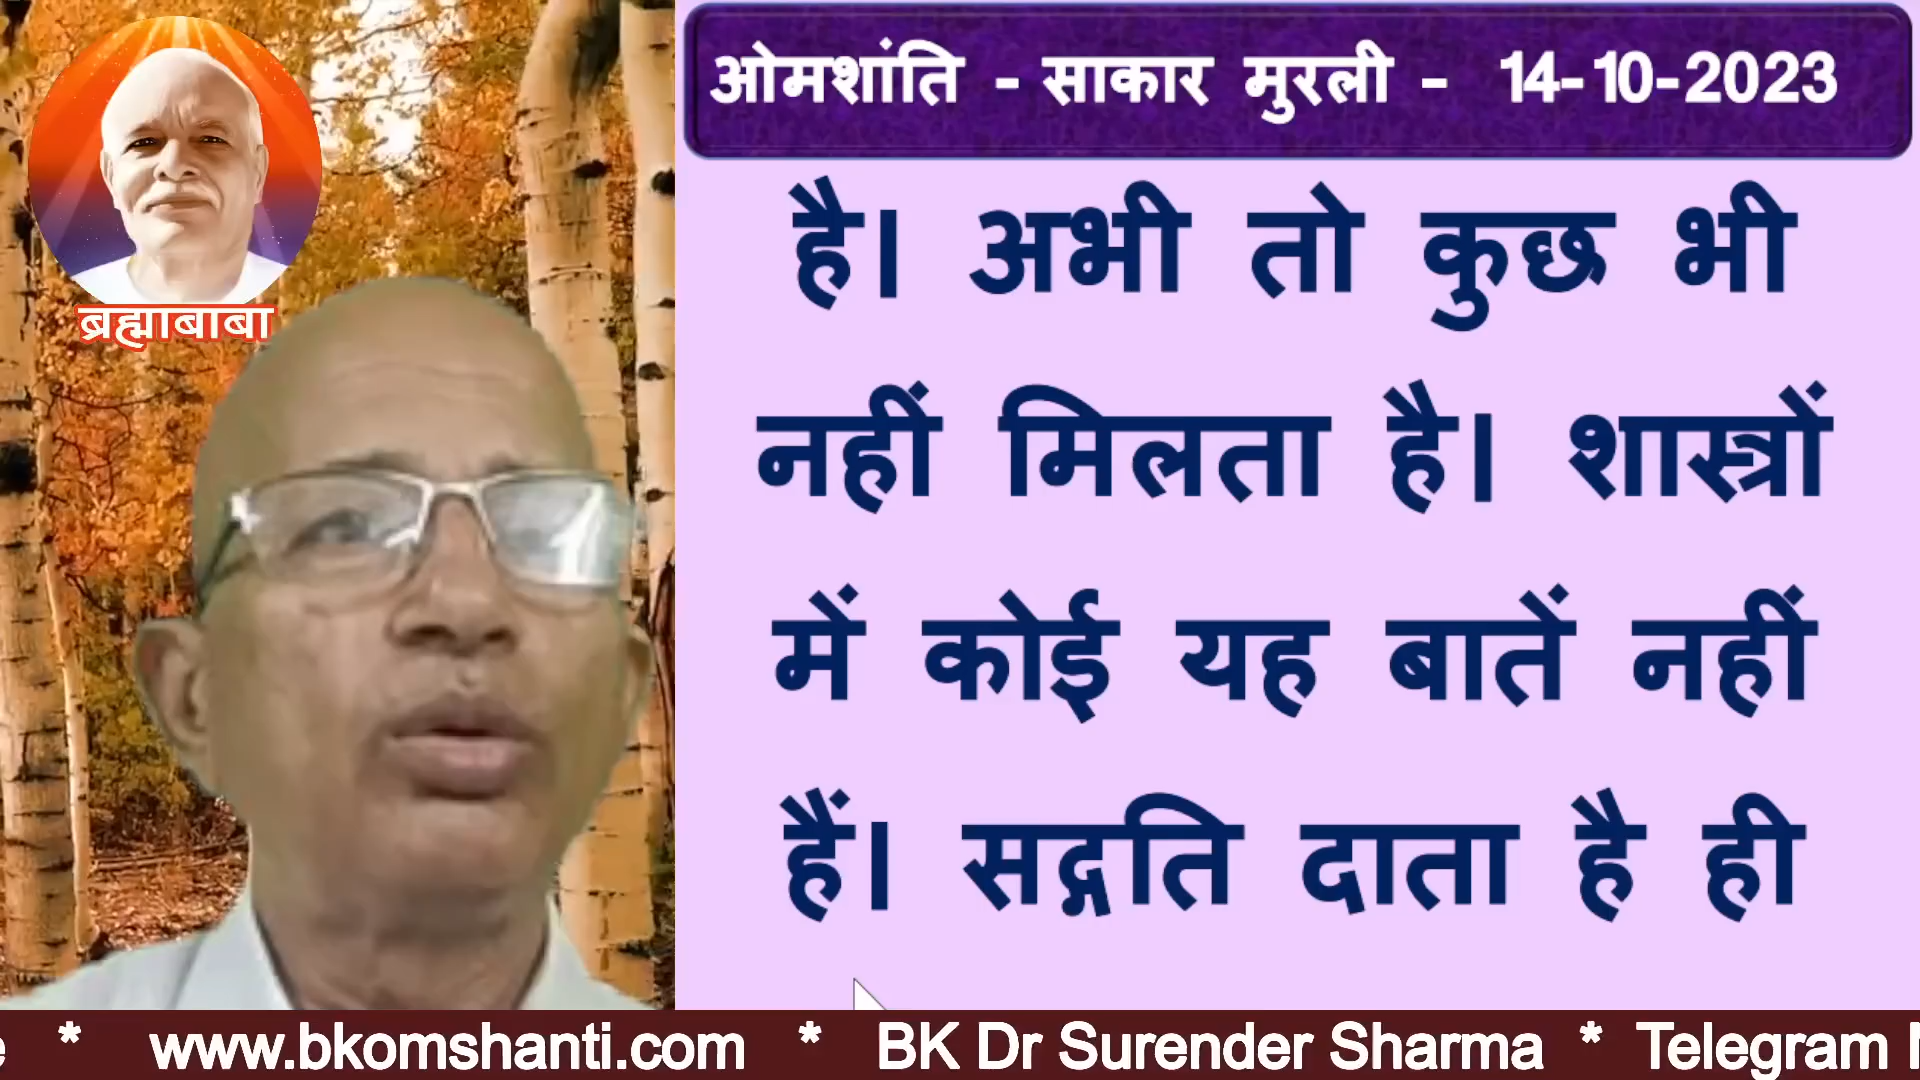 ओमशांति - साकार मुरली - 14-10-2023
ब्रह्माबाबा
है। अभी तो कुछ भी
नहीं मिलता है। शास्त्रों
में कोई यह बातें नहीं
हैं। सद्गति दाता है ही
* www.bkomshanti.com * BK Dr Surender Sharma * Telegram